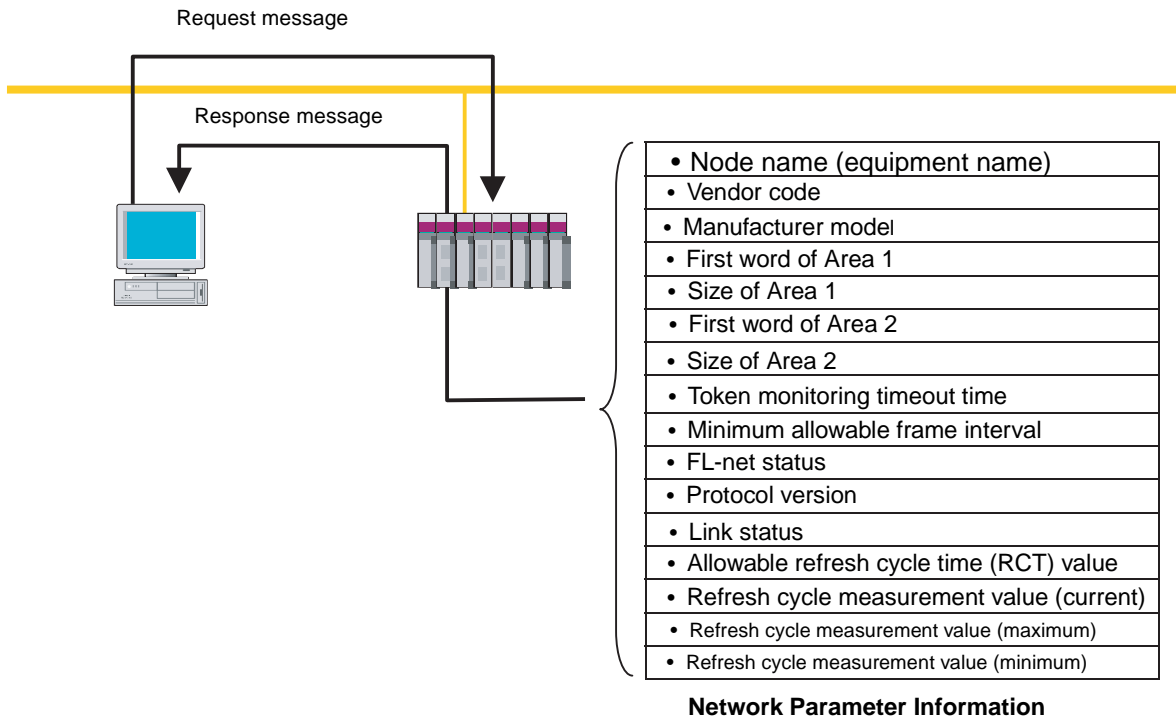 Request message
Response message
• Node name (equipment name)
• Vendor code
• Manufacturer model
• First word of Area 1
• Size of Area 1
• First word of Area 2
• Size of Area 2
• Token monitoring timeout time
• Minimum allowable frame interval
• FL-net status
• Protocol version
• Link status
• Allowable refresh cycle time (RCT) value
• Refresh cycle measurement value (current)
• Refresh cycle measurement value (maximum)
• Refresh cycle measurement value (minimum)
Network Parameter Information